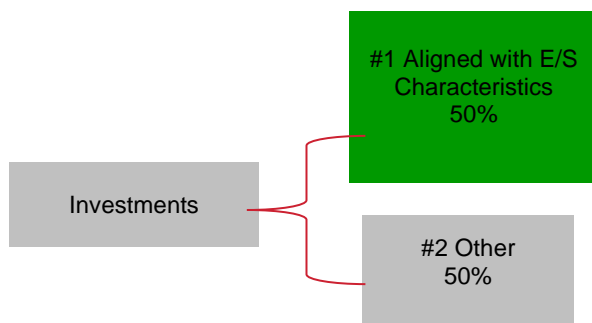 #1 Aligned with E/S
Characteristics
50%
Investments
#2 Other
50%